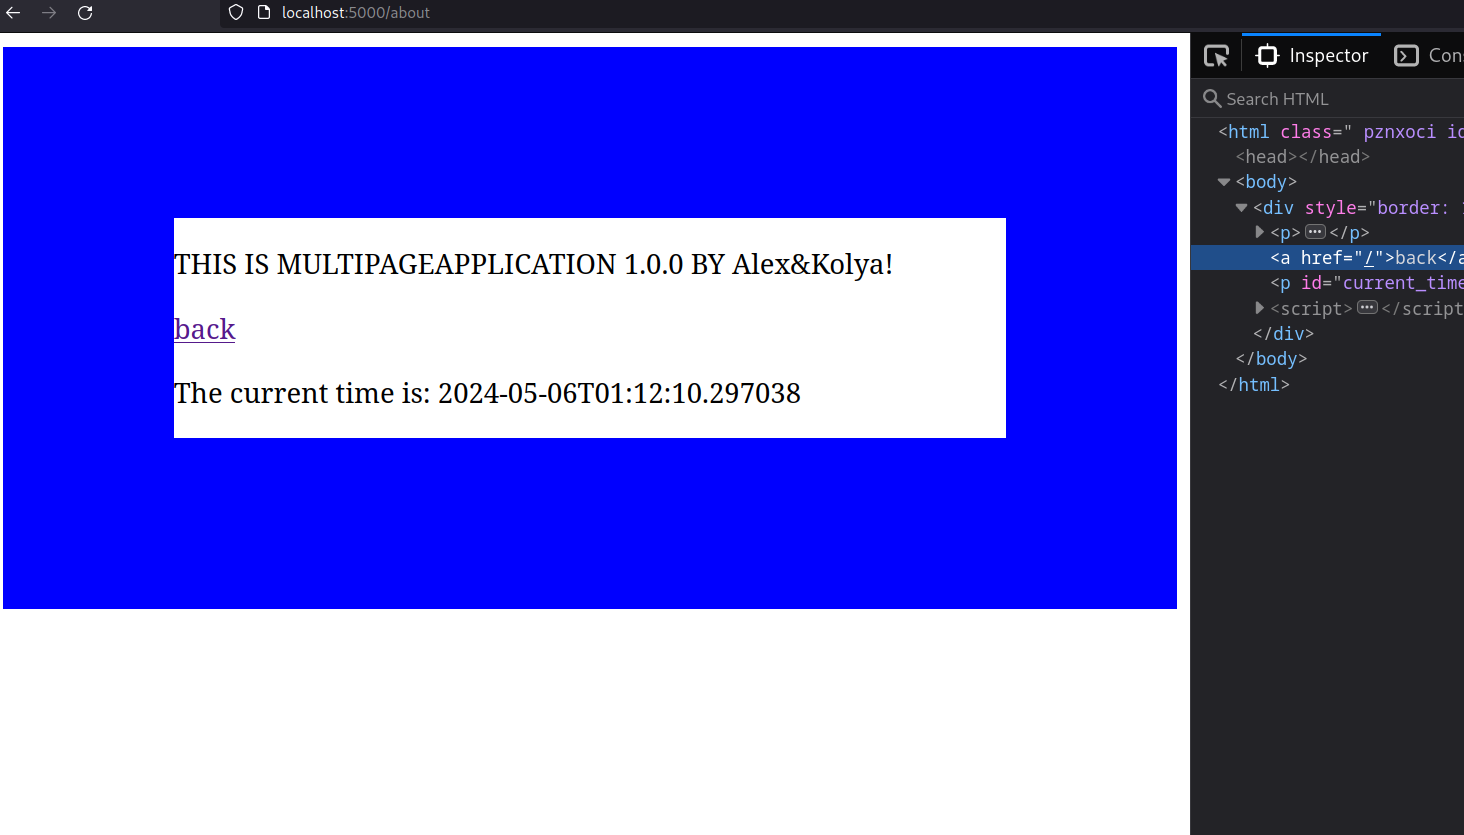 localhost:5000/about
Inspector
Search HTML
<html class=" pznxoci
<head></head>
<body>
<div style="border:
<p>…</p>
<a href="/">back</a
<p id="current_time
<script>…</script
</div>
</body>
</html>
THIS IS MULTIPAGEAPPLICATION 1.0.0 BY Alex&Kolya!
back
The current time is: 2024-05-06T01:12:10.297038